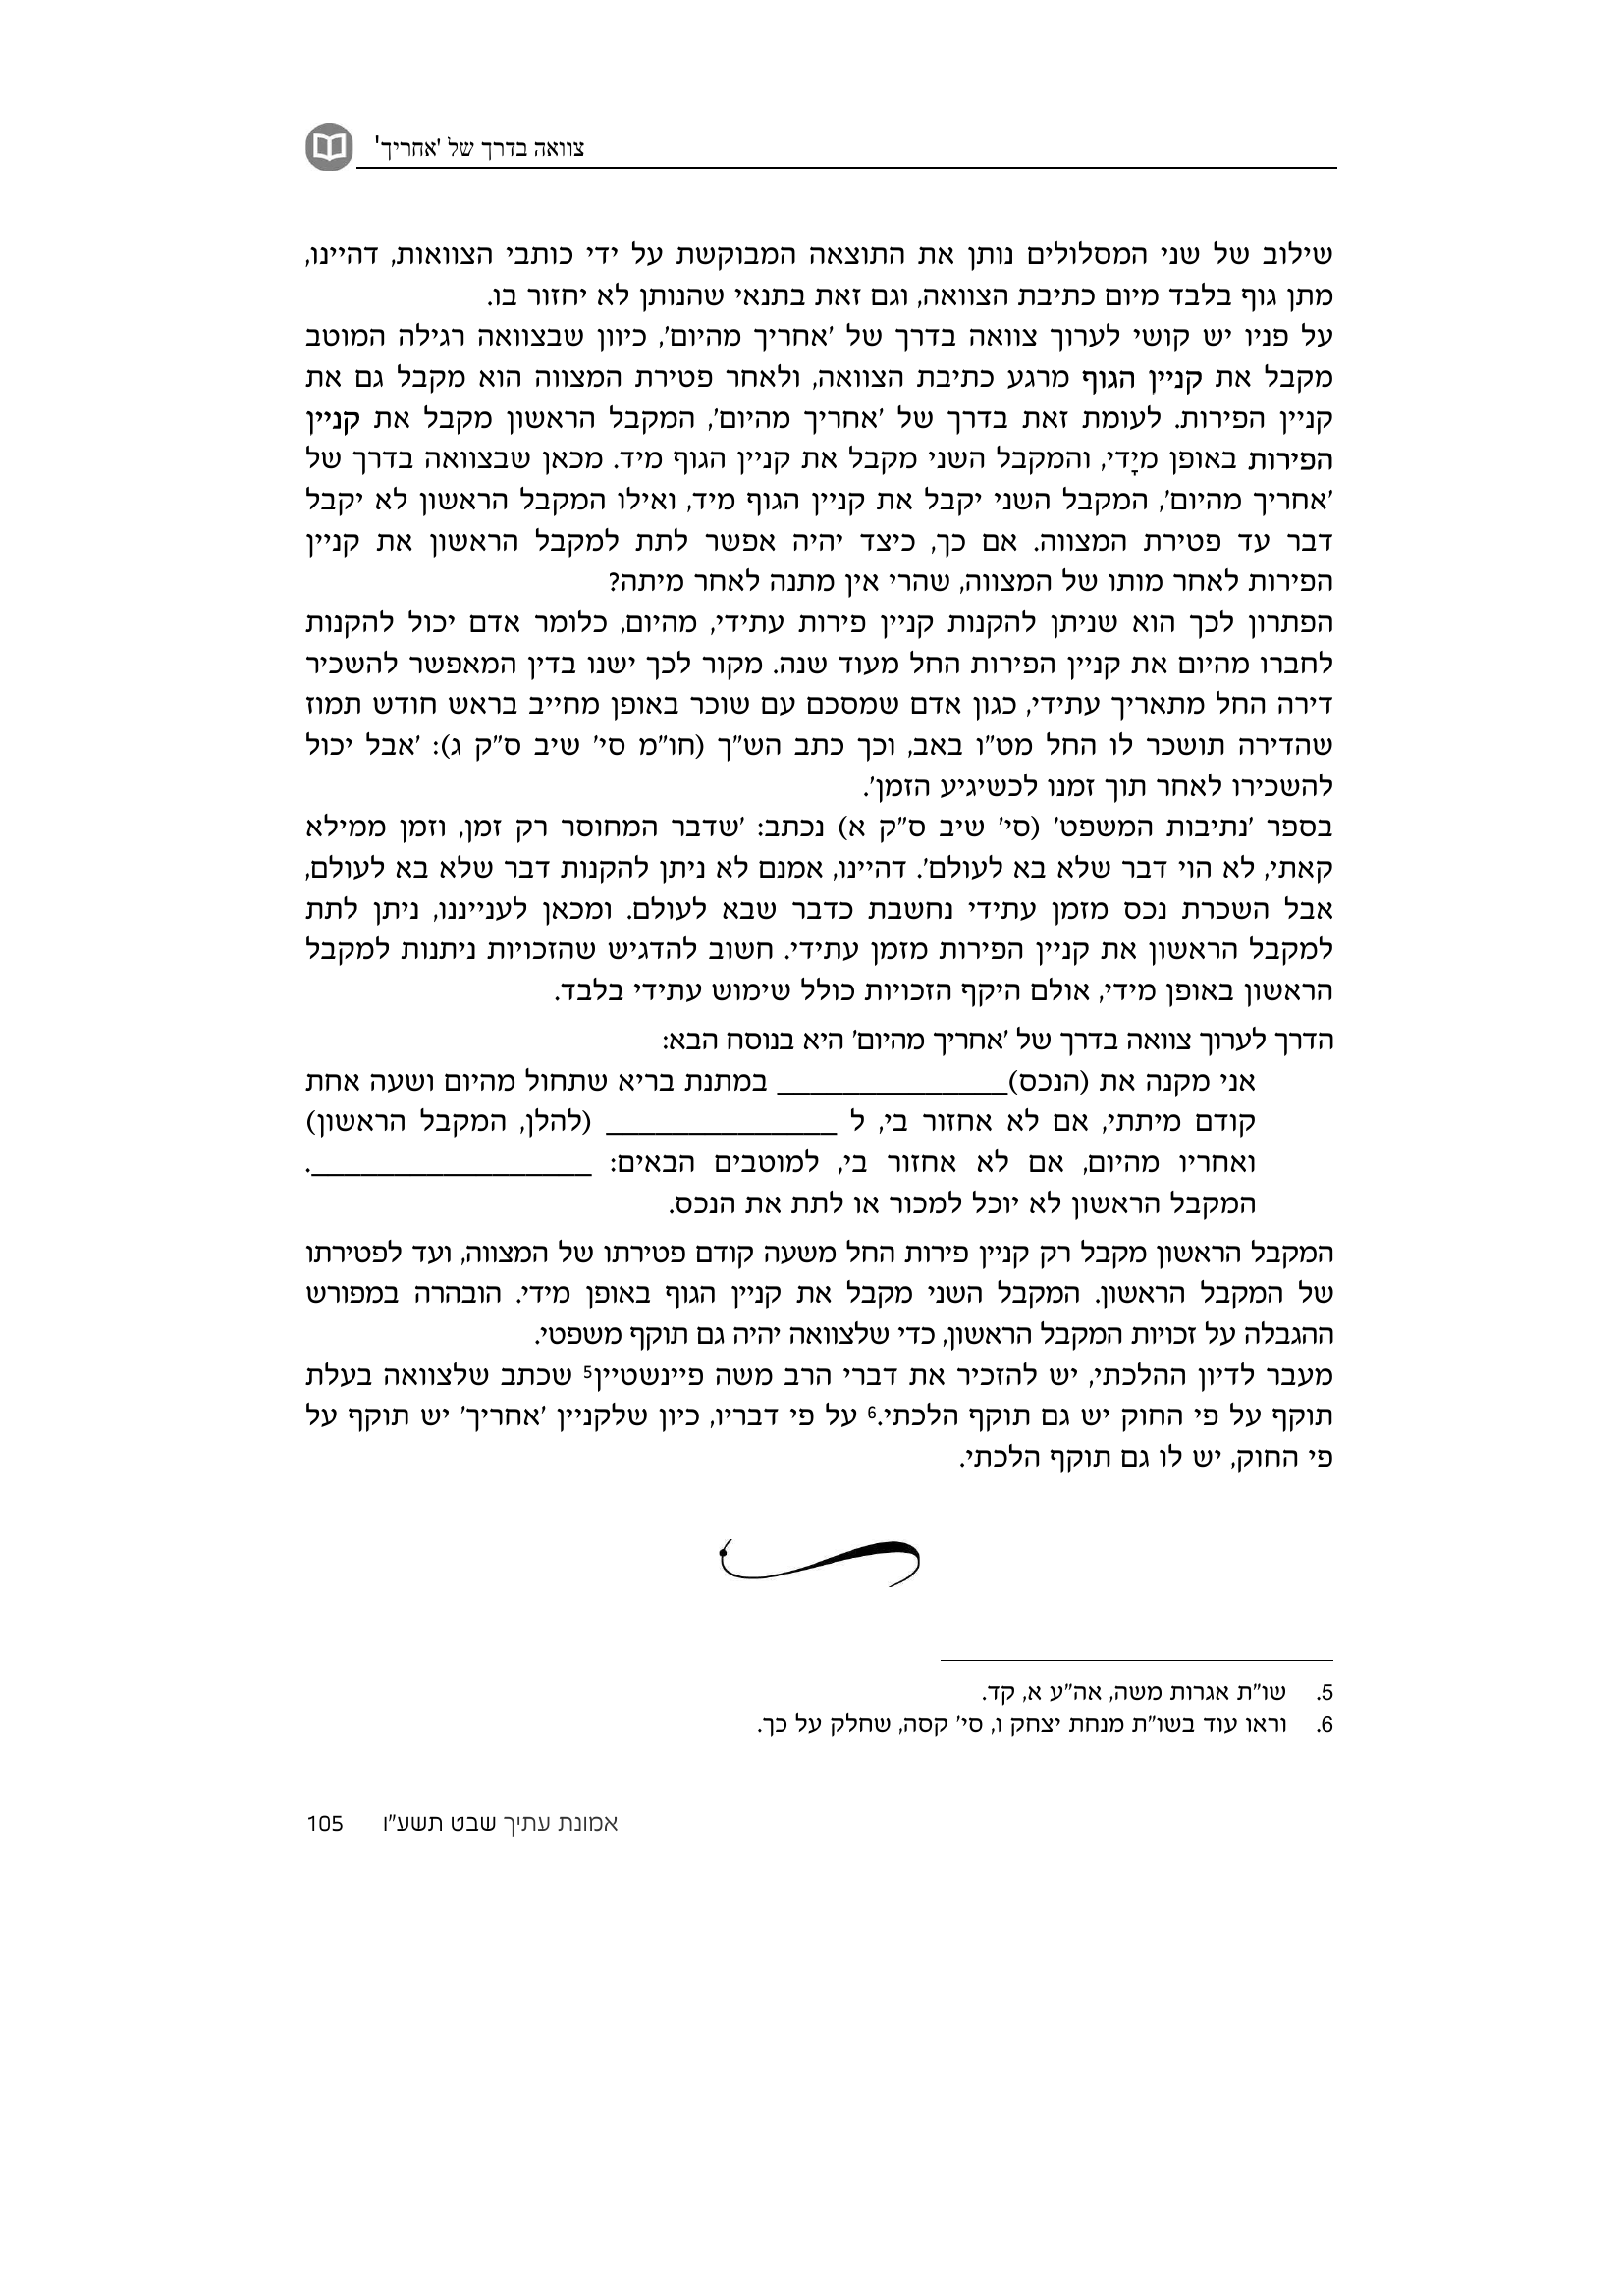 צוואה בדרך של 'אחריך'
שילוב של שני המסלולים נותן את התוצאה המבוקשת על ידי כותבי הצוואות, דהיינו,
מתן גוף בלבד מיום כתיבת הצוואה, וגם זאת בתנאי שהנותן לא יחזור בו.
על פניו יש קושי לערוך צוואה בדרך של 'אחריך מהיום', כיוון שבצוואה רגילה המוטב
מקבל את קניין הגוף מרגע כתיבת הצוואה, ולאחר פטירת המצווה הוא מקבל גם את
קניין הפירות. לעומת זאת בדרך של 'אחריך מהיום', המקבל הראשון מקבל את קניין
הפירות באופן מיָדי, והמקבל השני מקבל את קניין הגוף מיד. מכאן שבצוואה בדרך של
'אחריך מהיום', המקבל השני יקבל את קניין הגוף מיד, ואילו המקבל הראשון לא יקבל
דבר עד פטירת המצווה. אם כך, כיצד יהיה אפשר לתת למקבל הראשון את קניין
הפירות לאחר מותו של המצווה, שהרי אין מתנה לאחר מיתה?
הפתרון לכך הוא שניתן להקנות קניין פירות עתידי, מהיום, כלומר אדם יכול להקנות
לחברו מהיום את קניין הפירות החל מעוד שנה. מקור לכך ישנו בדין המאפשר להשכיר
דירה החל מתאריך עתידי, כגון אדם שמסכם עם שוכר באופן מחייב בראש חודש תמוז
שהדירה תושכר לו החל מט"ו באב, וכך כתב הש"ך (חו"מ סי' שיב ס"ק ג): 'אבל יכול
להשכירו לאחר תוך זמנו לכשיגיע הזמן'.
בספר 'נתיבות המשפט' (סי' שיב ס"ק א) נכתב: 'שדבר המחוסר רק זמן, וזמן ממילא
קאתי, לא הוי דבר שלא בא לעולם'. דהיינו, אמנם לא ניתן להקנות דבר שלא בא לעולם,
אבל השכרת נכס מזמן עתידי נחשבת כדבר שבא לעולם. ומכאן לענייננו, ניתן לתת
למקבל הראשון את קניין הפירות מזמן עתידי. חשוב להדגיש שהזכויות ניתנות למקבל
הראשון באופן מידי, אולם היקף הזכויות כולל שימוש עתידי בלבד.
הדרך לערוך צוואה בדרך של 'אחריך מהיום' היא בנוסח הבא:
אני מקנה את (הנכס)______________ במתנת בריא שתחול מהיום ושעה אחת
קודם מיתתי, אם לא אחזור בי, ל ______________ (להלן, המקבל הראשון)
ואחריו מהיום, אם לא אחזור בי, למוטבים הבאים: _________________.
המקבל הראשון לא יוכל למכור או לתת את הנכס.
המקבל הראשון מקבל רק קניין פירות החל משעה קודם פטירתו של המצווה, ועד לפטירתו
של המקבל הראשון. המקבל השני מקבל את קניין הגוף באופן מידי. הובהרה במפורש
ההגבלה על זכויות המקבל הראשון, כדי שלצוואה יהיה גם תוקף משפטי.
מעבר לדיון ההלכתי, יש להזכיר את דברי הרב משה פיינשטיין5 שכתב שלצוואה בעלת
תוקף על פי החוק יש גם תוקף הלכתי.6 על פי דבריו, כיון שלקניין 'אחריך' יש תוקף על
פי החוק, יש לו גם תוקף הלכתי.
5. שו"ת אגרות משה, אה"ע א, קד.
6. וראו עוד בשו"ת מנחת יצחק ו, סי' קסה, שחלק על כך.
אמונת עתיך שבט תשע"ו 105